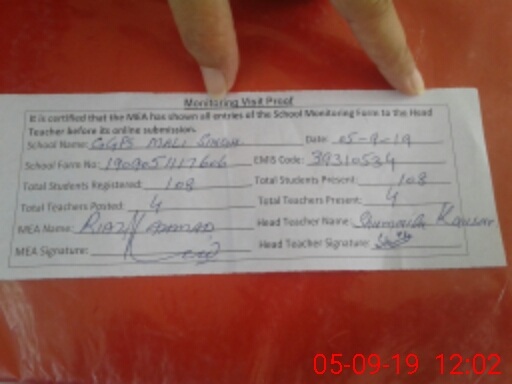 Monitoring Visit Proof
It is certified that the MEA has shown all entries of the School Monitoring Form to the Head
Teacher before its online submission.
School Name: GGPS MALI SINGH Date: 05-9-19
School Form No: EMIS Code: 39310534
Total Students Registered: 108 Total Students Present: 108
Total Teachers Posted: 4 Total Teachers Present: 4
MEA Name: RIAZ AHMAD Head Teacher Name: Shumaila Kousar
MEA Signature: Head Teacher Signature:
05-09-19 12:02